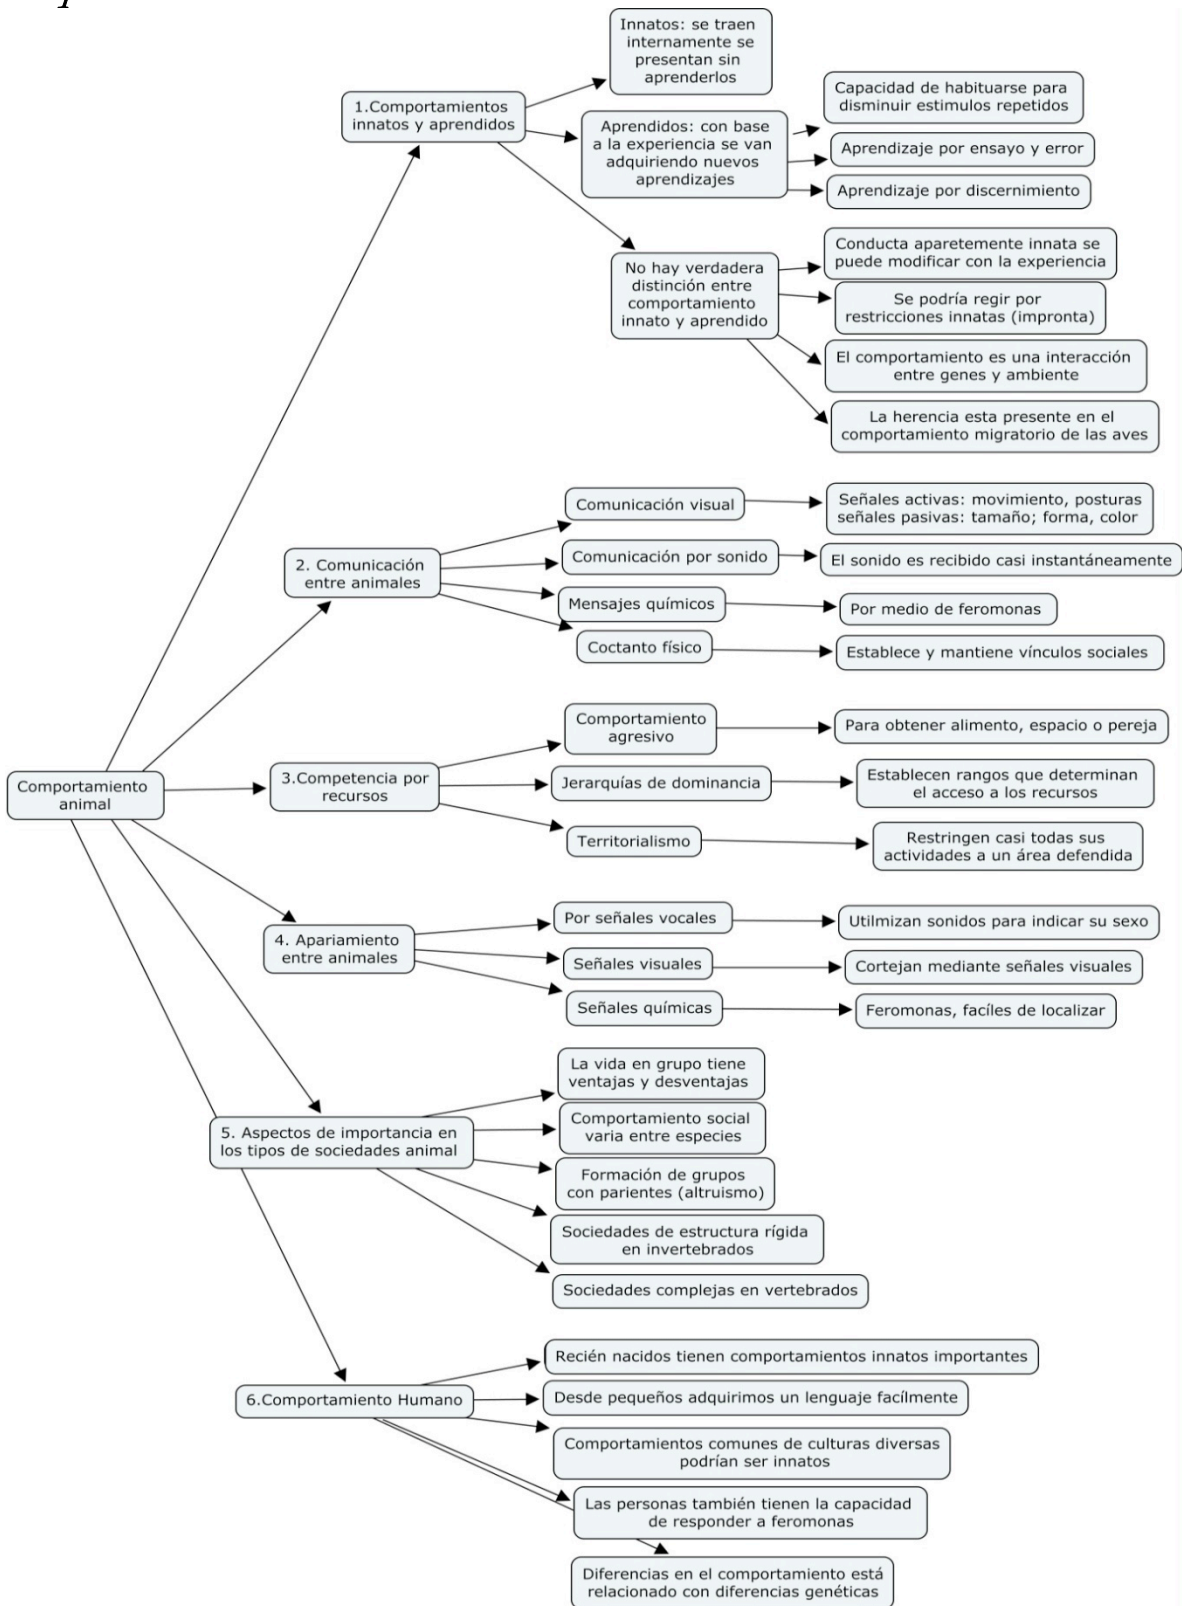 Innatos: se traen
internamente se
presentan sin
aprenderlos
1.Comportamientos
innatos y aprendidos
Aprendidos: con base
a la experiencia se van
adquiriendo nuevos
aprendizajes
Capacidad de habituarse para
disminuir estimulos repetidos
Aprendizaje por ensayo y error
Aprendizaje por discernimiento
No hay verdadera
distinción entre
comportamiento
innato y aprendido
Conducta aparetemente innata se
puede modificar con la experiencia
Se podría regir por
restricciones innatas (impronta)
El comportamiento es una interacción
entre genes y ambiente
La herencia esta presente en el
comportamiento migratorio de las aves
2. Comunicación
entre animales
Comunicación visual
Señales activas: movimiento, posturas
señales pasivas: tamaño; forma, color
Comunicación por sonido
El sonido es recibido casi instantáneamente
Mensajes químicos
Por medio de feromonas
Coctanto físico
Establece y mantiene vínculos sociales
Comportamiento
animal
3.Competencia por
recursos
Comportamiento
agresivo
Para obtener alimento, espacio o pereja
Jerarquías de dominancia
Establecen rangos que determinan
el acceso a los recursos
Territorialismo
Restringen casi todas sus
actividades a un área defendida
4. Apariamiento
entre animales
Por señales vocales
Utilmizan sonidos para indicar su sexo
Señales visuales
Cortejan mediante señales visuales
Señales químicas
Feromonas, facíles de localizar
5. Aspectos de importancia en
los tipos de sociedades animal
La vida en grupo tiene
ventajas y desventajas
Comportamiento social
varia entre especies
Formación de grupos
con parientes (altruismo)
Sociedades de estructura rígida
en invertebrados
Sociedades complejas en vertebrados
6.Comportamiento Humano
Recién nacidos tienen comportamientos innatos importantes
Desde pequeños adquirimos un lenguaje facílmente
Comportamientos comunes de culturas diversas
podrían ser innatos
Las personas también tienen la capacidad
de responder a feromonas
Diferencias en el comportamiento está
relacionado con diferencias genéticas